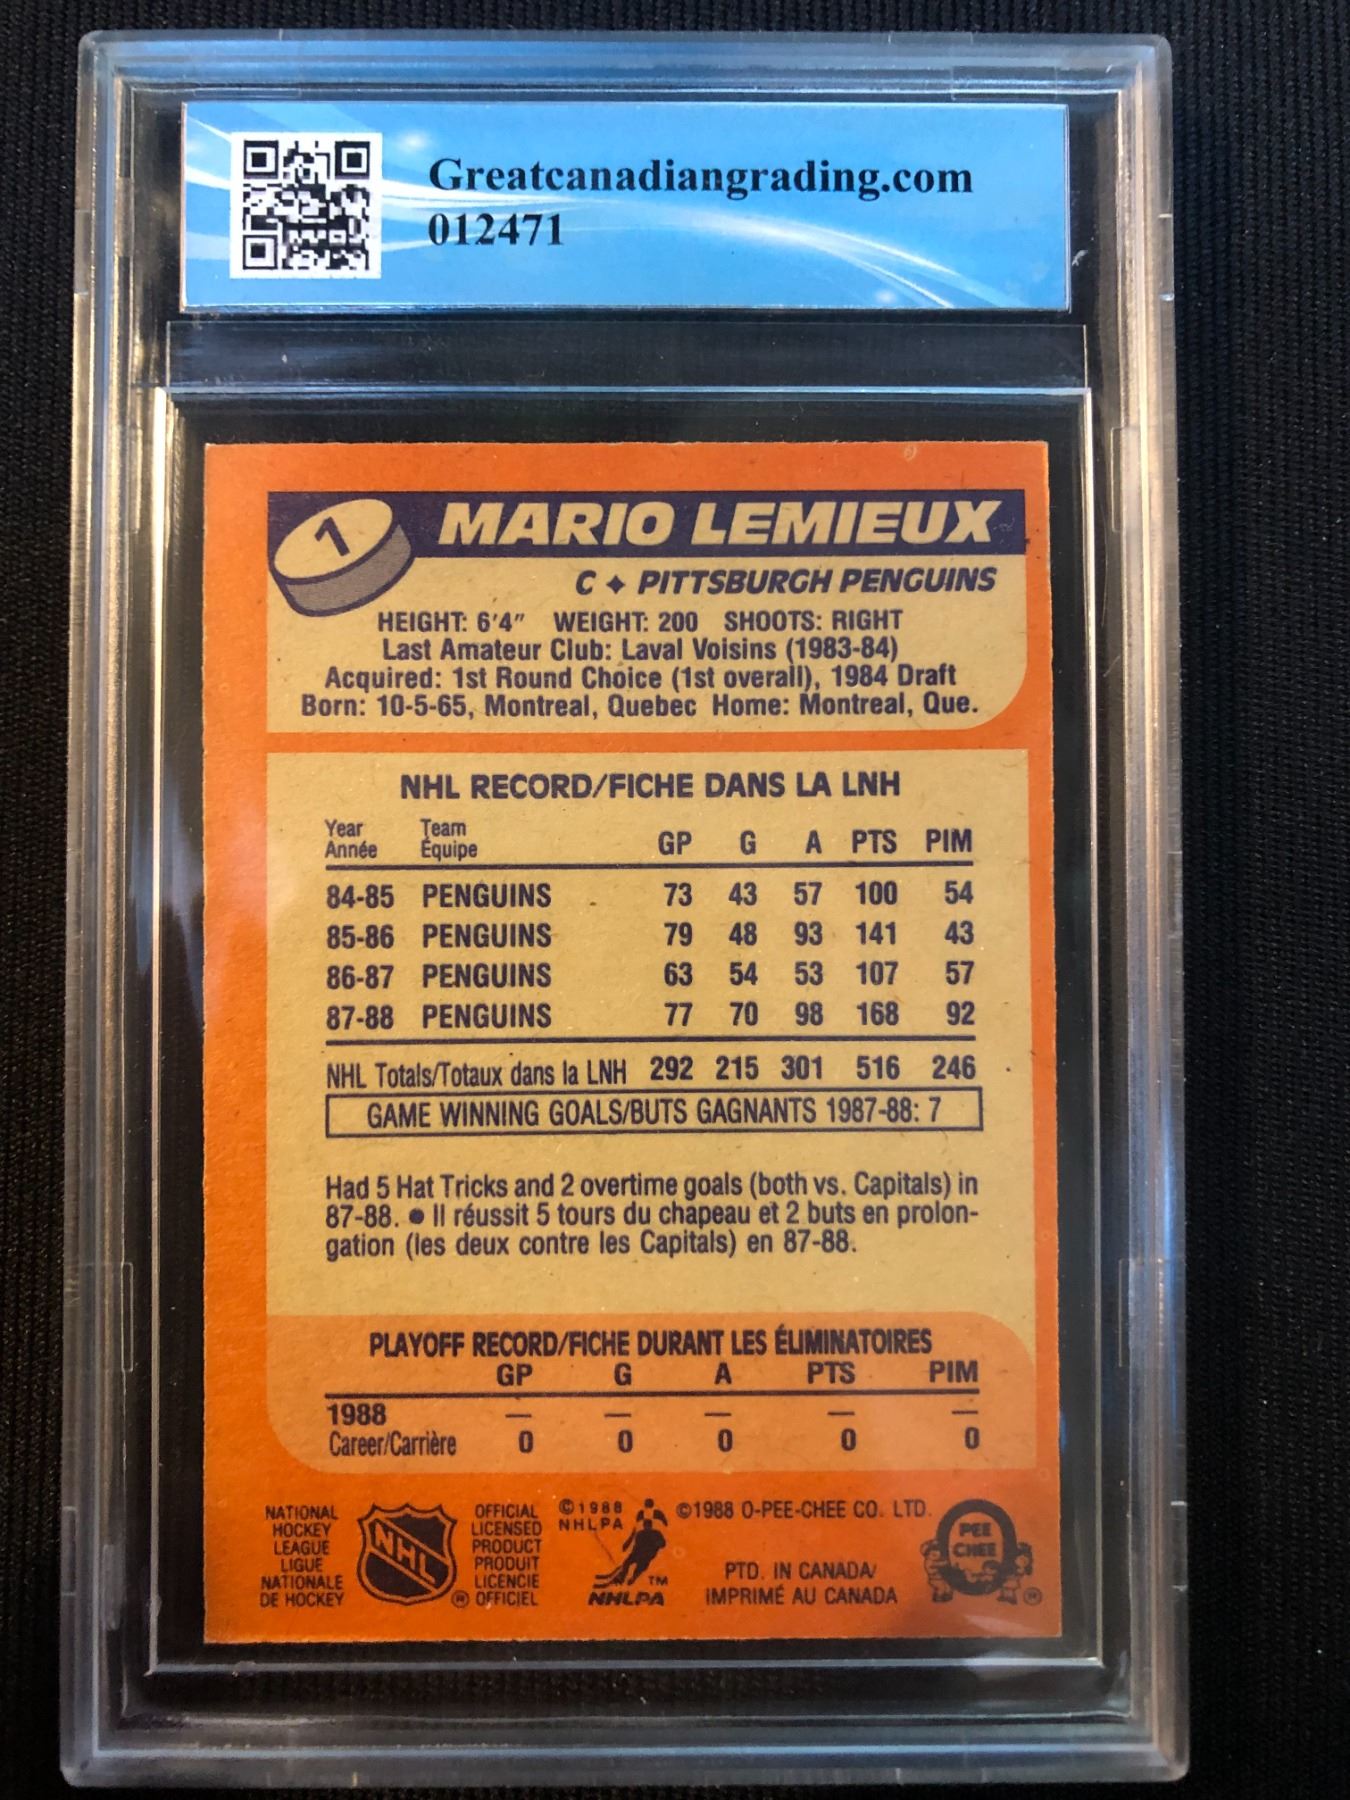 Greatcanadiangrading.com
012471
1
MARIO LEMIEUX
C ✦ PITTSBURGH PENGUINS
HEIGHT: 6'4" WEIGHT: 200 SHOOTS: RIGHT
Last Amateur Club: Laval Voisins (1983-84)
Acquired: 1st Round Choice (1st overall), 1984 Draft
Born: 10-5-65, Montreal, Quebec Home: Montreal, Que.
NHL RECORD/FICHE DANS LA LNH
Year Team
Année Équipe GP G A PTS PIM
84-85 PENGUINS 73 43 57 100 54
85-86 PENGUINS 79 48 93 141 43
86-87 PENGUINS 63 54 53 107 57
87-88 PENGUINS 77 70 98 168 92
NHL Totals/Totaux dans la LNH 292 215 301 516 246
GAME WINNING GOALS/BUTS GAGNANTS 1987-88: 7
Had 5 Hat Tricks and 2 overtime goals (both vs. Capitals) in
87-88. ● Il réussit 5 tours du chapeau et 2 buts en prolon-
gation (les deux contre les Capitals) en 87-88.
PLAYOFF RECORD/FICHE DURANT LES ÉLIMINATOIRES
GP G A PTS PIM
1988 — — — — —
Career/Carrière 0 0 0 0 0
NATIONAL
HOCKEY
LEAGUE
LIGUE
NATIONALE
DE HOCKEY
NHL
®
OFFICIAL
LICENSED
PRODUCT
PRODUIT
LICENCIE
OFFICIEL
©1988
NHLPA
TM
NHLPA
©1988 O-PEE-CHEE CO. LTD.
PTD. IN CANADA/
IMPRIMÉ AU CANADA
PEE
CHEE
®